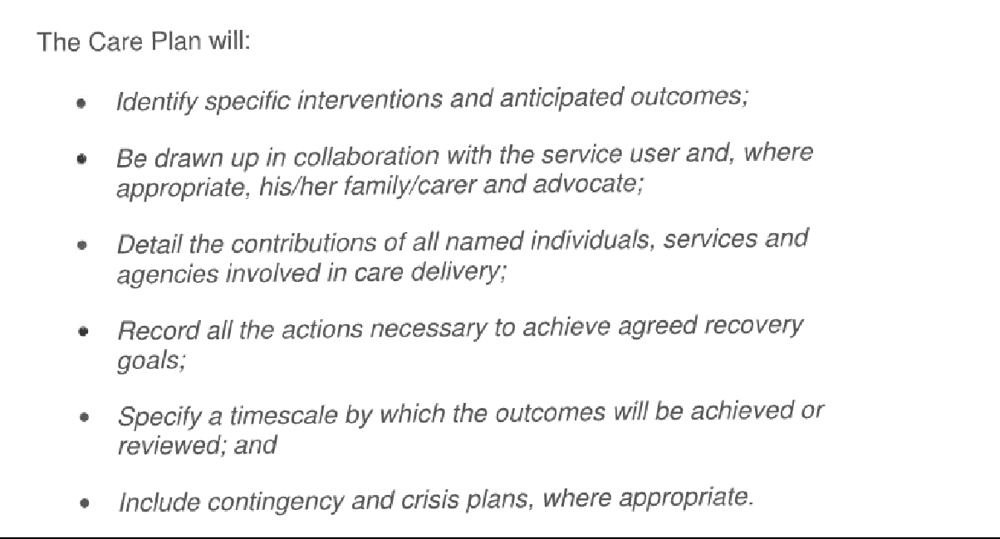 The Care Plan will:
• Identify specific interventions and anticipated outcomes;
• Be drawn up in collaboration with the service user and, where
appropriate, his/her family/carer and advocate;
• Detail the contributions of all named individuals, services and
agencies involved in care delivery;
• Record all the actions necessary to achieve agreed recovery
goals;
• Specify a timescale by which the outcomes will be achieved or
reviewed; and
• Include contingency and crisis plans, where appropriate.